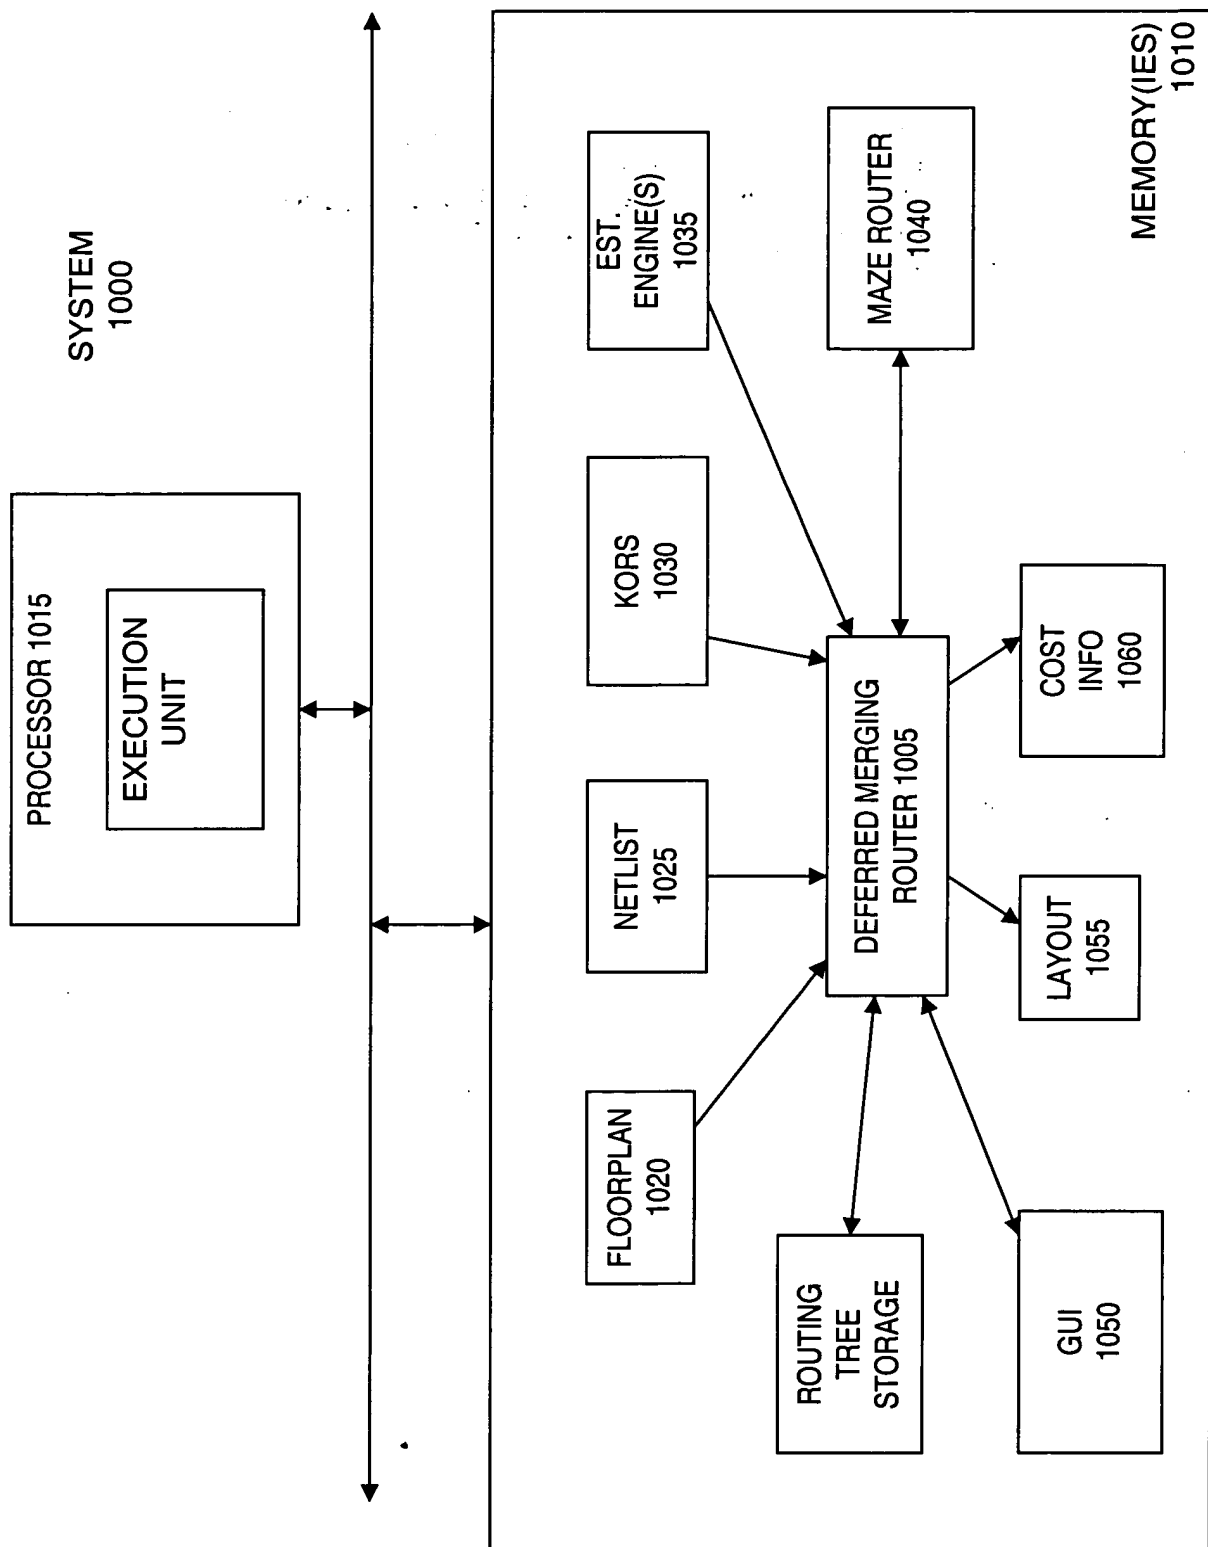 SYSTEM
1000
PROCESSOR 1015
EXECUTION
UNIT
FLOORPLAN
1020
NETLIST
1025
KORS
1030
EST.
ENGINE(S)
1035
ROUTING
TREE
STORAGE
DEFERRED MERGING
ROUTER 1005
MAZE ROUTER
1040
GUI
1050
LAYOUT
1055
COST
INFO
1060
MEMORY(IES)
1010